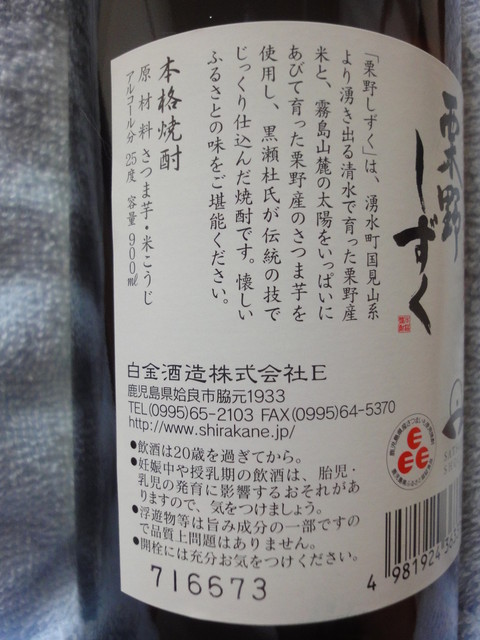 栗野
しずく
「栗野しずく」は、湧水町国見山系
より湧き出る清水で育った栗野産
米と、霧島山麓の太陽をいっぱいに
あびて育った栗野産のさつま芋を
使用し、黒瀬杜氏が伝統の技で
じっくり仕込んだ焼酎です。懐しい
ふるさとの味をご堪能ください。
本格焼酎
原材料 さつま芋・米こうじ
アルコール分 25度 容量 900㎖
白金酒造株式会社E
鹿児島県姶良市脇元1933
TEL(0995)65-2103 FAX(0995)64-5370
http://www.shirakane.jp/
●飲酒は20歳を過ぎてから。
●妊娠中や授乳期の飲酒は、胎児・
乳児の発育に影響するおそれがあ
りますので、気をつけましょう。
●浮遊物等は旨み成分の一部ですの
で品質上問題はありません。
●開栓には充分お気をつけください。
716673
4 981924